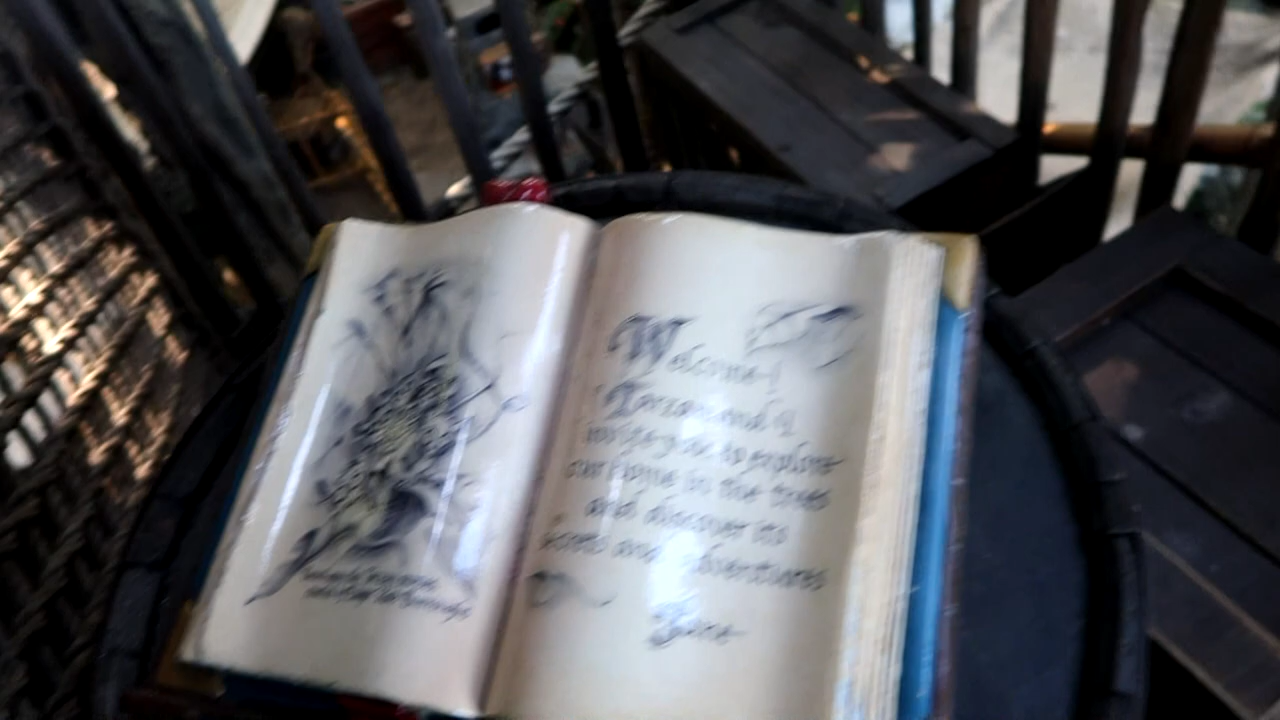 Welcome!
Tarzan and I
invite you to explore
our home in the trees
and discover its
secrets and adventures
Jane